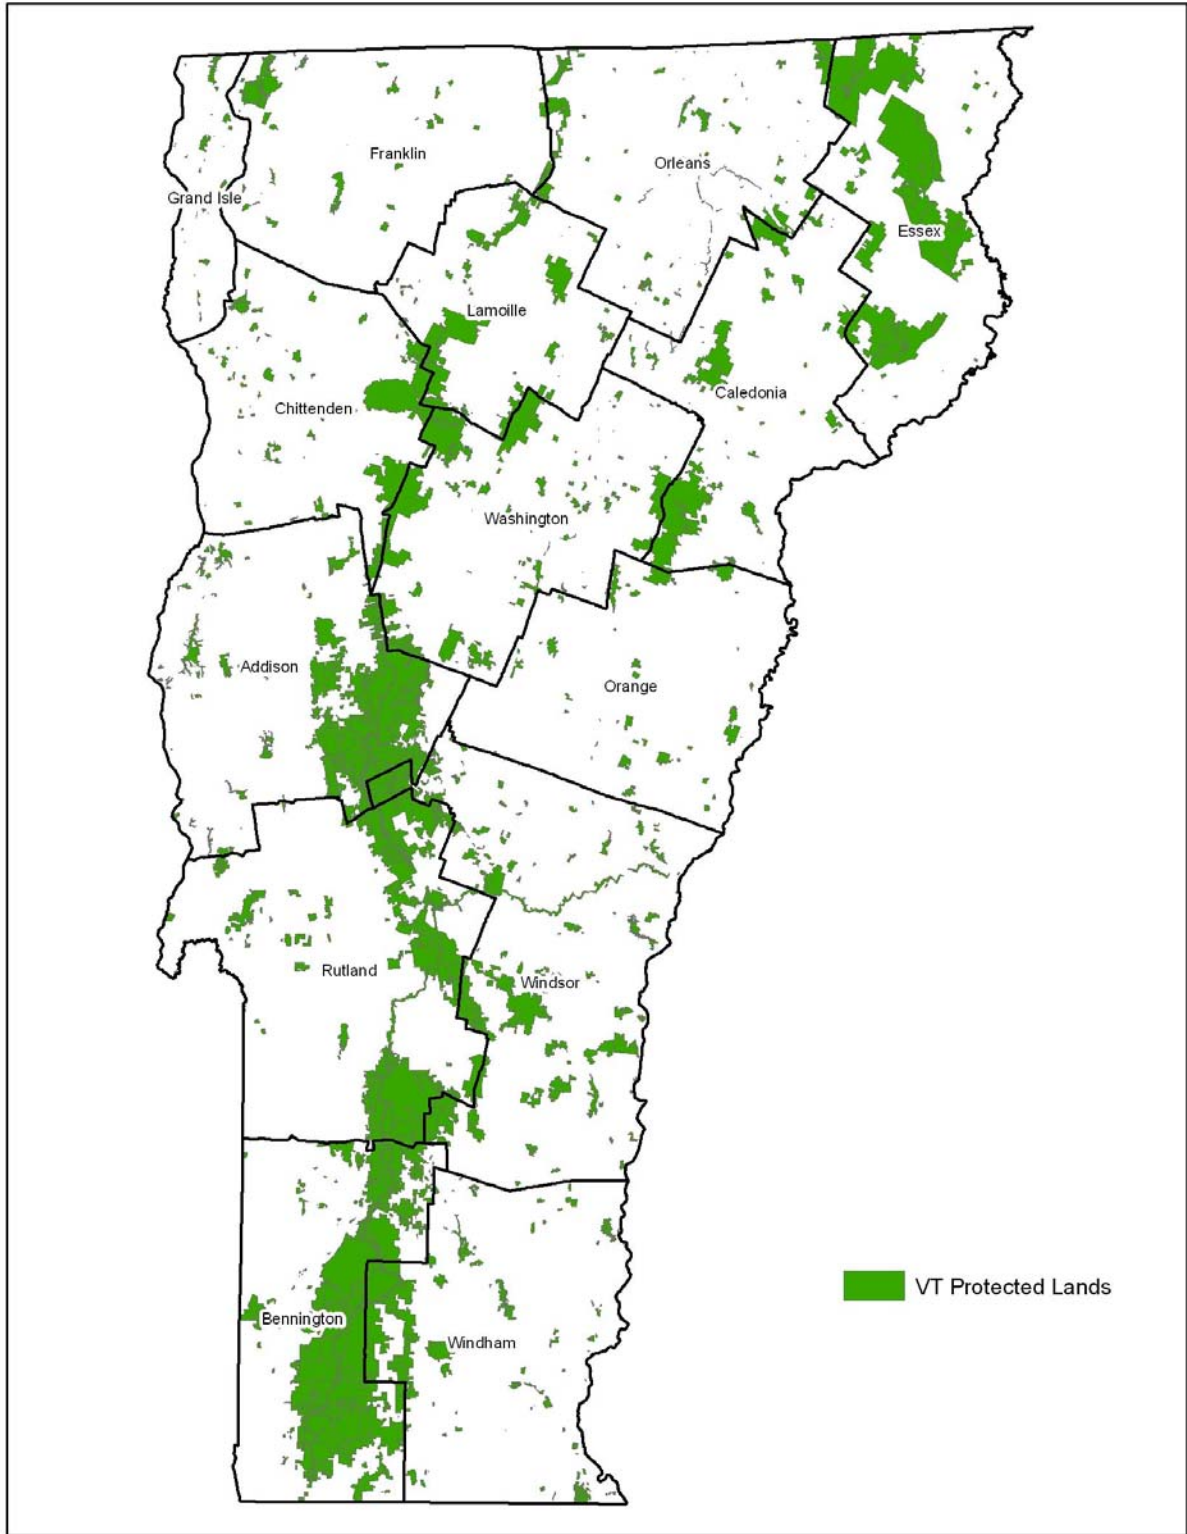 Franklin
Orleans
Grand Isle
Essex
Lamoille
Caledonia
Chittenden
Washington
Addison
Orange
Rutland
Windsor
VT Protected Lands
Bennington
Windham